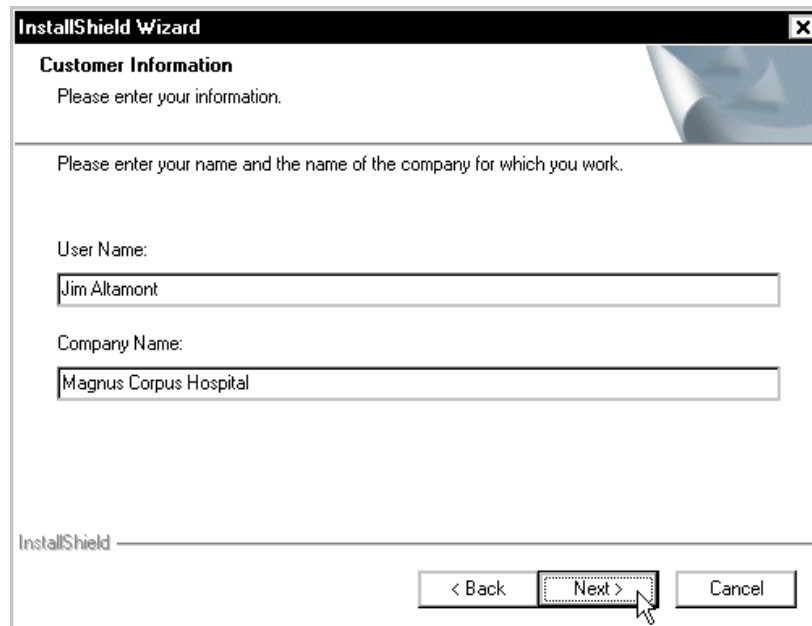 InstallShield Wizard
Customer Information
Please enter your information.
Please enter your name and the name of the company for which you work.
User Name:
Jim Altamont
Company Name:
Magnus Corpus Hospital
InstallShield
< Back Next > Cancel